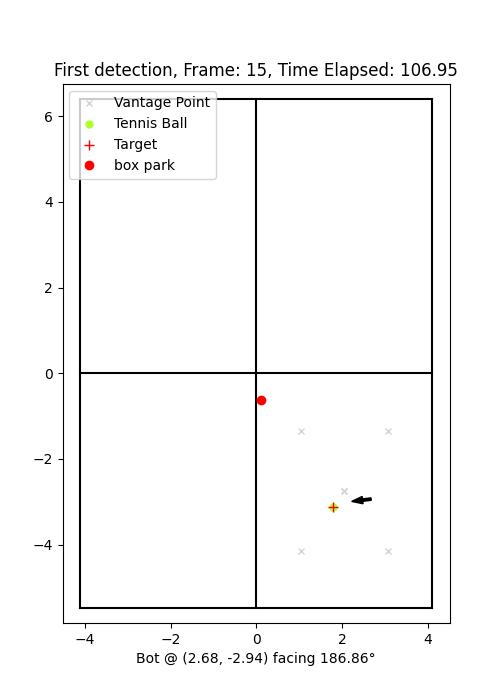 First detection, Frame: 15, Time Elapsed: 106.95
Vantage Point
Tennis Ball
Target
box park
6
4
2
0
−2
−4
−4
−2
0
2
4
Bot @ (2.68, -2.94) facing 186.86°